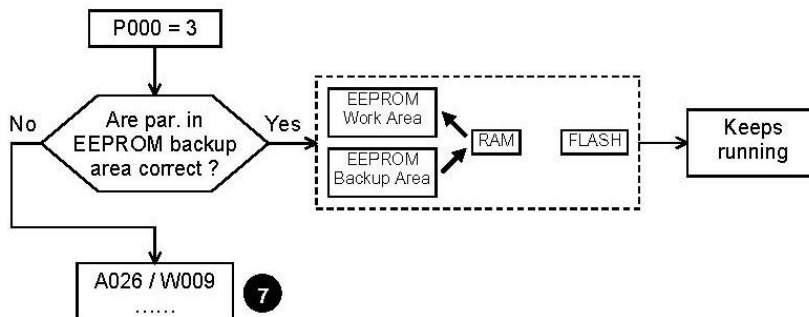 P000 = 3
No
Are par. in
EEPROM backup
area correct ?
Yes
EEPROM
Work Area
EEPROM
Backup Area
RAM
FLASH
Keeps
running
A026 / W009
......
7